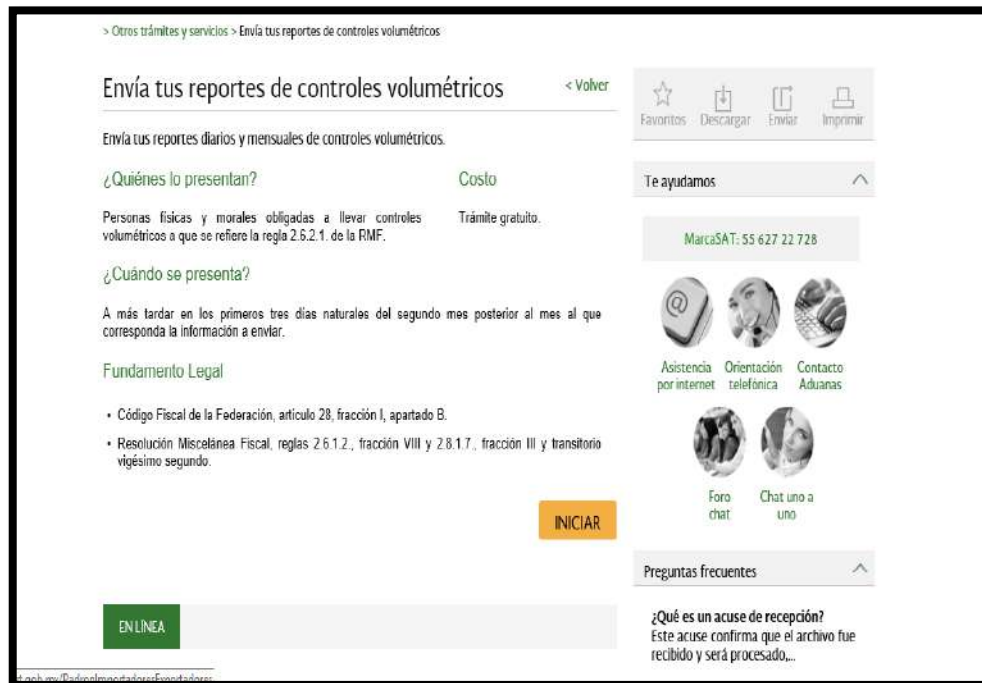 > Otros trámites y servicios > Envía tus reportes de controles volumétricos
Envía tus reportes de controles volumétricos
< Volver
Envía tus reportes diarios y mensuales de controles volumétricos.
¿Quiénes lo presentan?
Costo
Personas físicas y morales obligadas a llevar controles
volumétricos a que se refiere la regla 2.6.2.1. de la RMF.
Trámite gratuito.
¿Cuándo se presenta?
A más tardar en los primeros tres días naturales del segundo mes posterior al mes al que
corresponda la información a enviar.
Fundamento Legal
• Código Fiscal de la Federación, artículo 28, fracción I, apartado B.
• Resolución Miscelánea Fiscal, reglas 2.6.1.2., fracción VIII y 2.8.1.7., fracción III y transitorio
vigésimo segundo.
INICIAR
EN LÍNEA
Favoritos Descargar Enviar Imprimir
Te ayudamos
MarcaSAT: 55 627 22 728
Asistencia
por internet
Orientación
telefónica
Contacto
Aduanas
Foro
chat
Chat uno a
uno
Preguntas frecuentes
¿Qué es un acuse de recepción?
Este acuse confirma que el archivo fue
recibido y será procesado,...